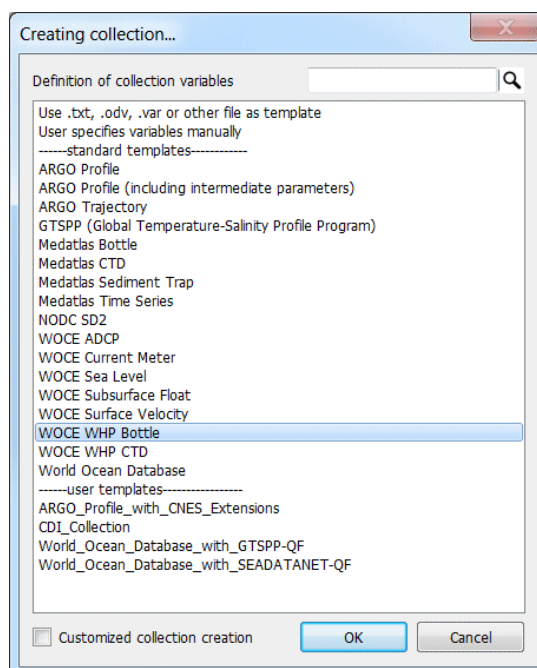 Creating collection...
Definition of collection variables
Use .txt, .odv, .var or other file as template
User specifies variables manually
------standard templates------------
ARGO Profile
ARGO Profile (including intermediate parameters)
ARGO Trajectory
GTSPP (Global Temperature-Salinity Profile Program)
Medatlas Bottle
Medatlas CTD
Medatlas Sediment Trap
Medatlas Time Series
NODC SD2
WOCE ADCP
WOCE Current Meter
WOCE Sea Level
WOCE Subsurface Float
WOCE Surface Velocity
WOCE WHP Bottle
WOCE WHP CTD
World Ocean Database
------user templates-----------------
ARGO_Profile_with_CNES_Extensions
CDI_Collection
World_Ocean_Database_with_GTSPP-QF
World_Ocean_Database_with_SEADATANET-QF
Customized collection creation
OK
Cancel